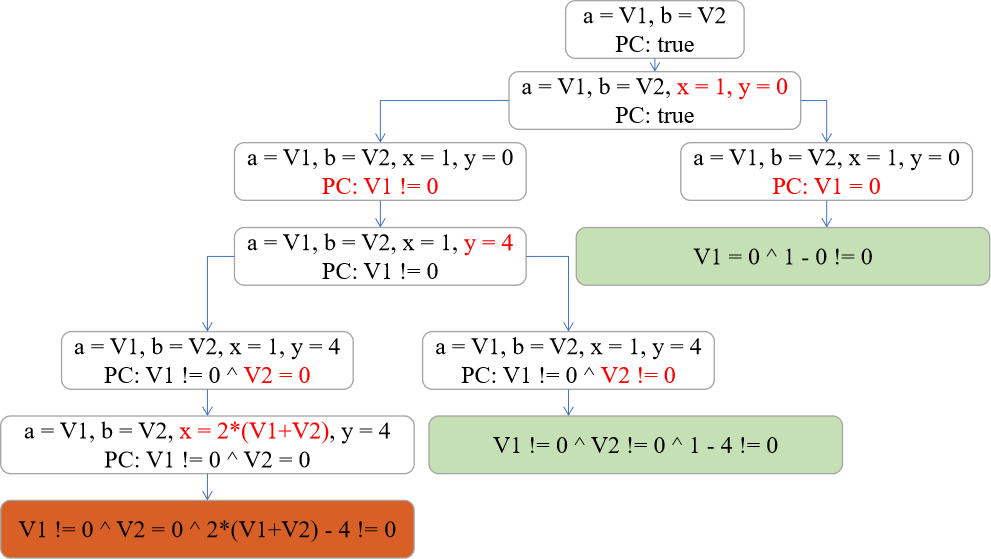 a = V1, b = V2
PC: true
a = V1, b = V2, x = 1, y = 0
PC: true
a = V1, b = V2, x = 1, y = 0
PC: V1 != 0
a = V1, b = V2, x = 1, y = 0
PC: V1 = 0
a = V1, b = V2, x = 1, y = 4
PC: V1 != 0
V1 = 0 ^ 1 - 0 != 0
a = V1, b = V2, x = 1, y = 4
PC: V1 != 0 ^ V2 = 0
a = V1, b = V2, x = 1, y = 4
PC: V1 != 0 ^ V2 != 0
a = V1, b = V2, x = 2*(V1+V2), y = 4
PC: V1 != 0 ^ V2 = 0
V1 != 0 ^ V2 != 0 ^ 1 - 4 != 0
V1 != 0 ^ V2 = 0 ^ 2*(V1+V2) - 4 != 0